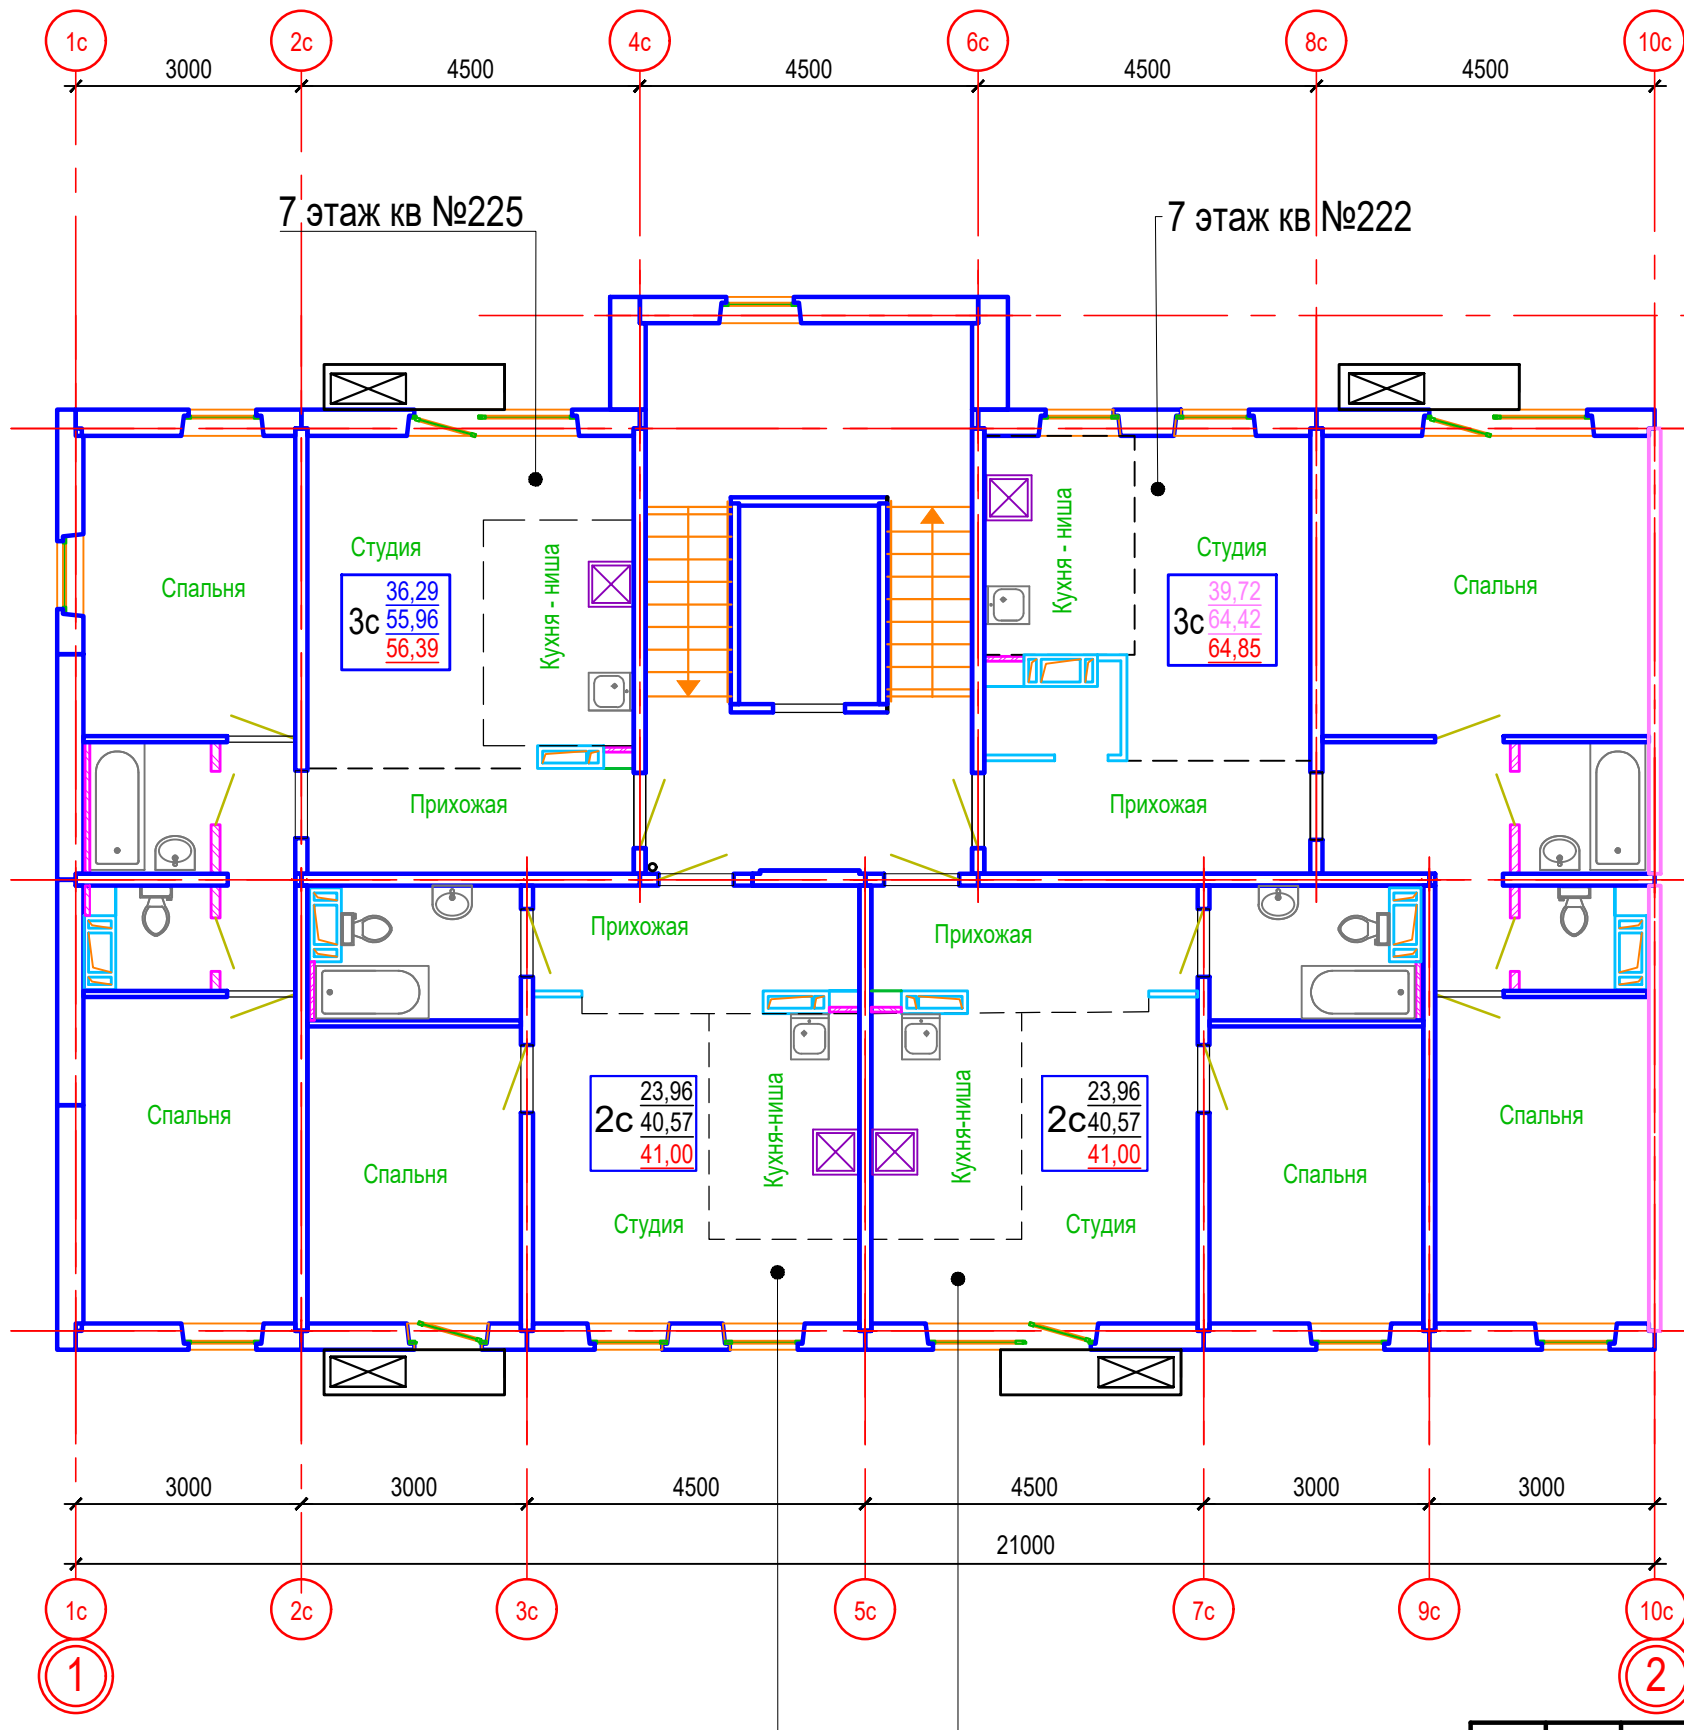 1с 2с 4с 6с 8с 10с
3000 4500 4500 4500 4500
7 этаж кв №225
7 этаж кв №222
Студия
Кухня - ниша
Спальня
3с
36,29
55,96
56,39
Кухня - ниша
Студия
Спальня
3с
39,72
64,42
64,85
Прихожая
Прихожая
Прихожая
Прихожая
Спальня
Спальня
2с
23,96
40,57
41,00
Кухня-ниша
Студия
Кухня-ниша
2с
23,96
40,57
41,00
Студия
Спальня
Спальня
3000 3000 4500 4500 3000 3000
21000
1с 2с 3с 5с 7с 9с 10с
1 2